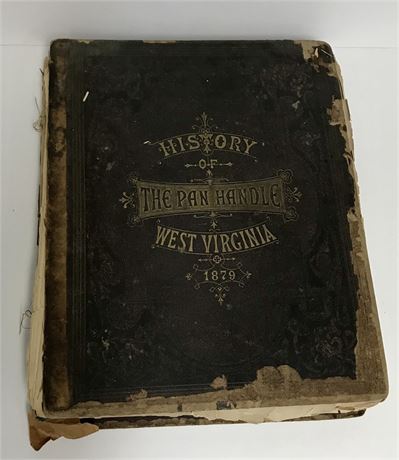 HISTORY
OF
THE PAN HANDLE
WEST VIRGINIA
1879